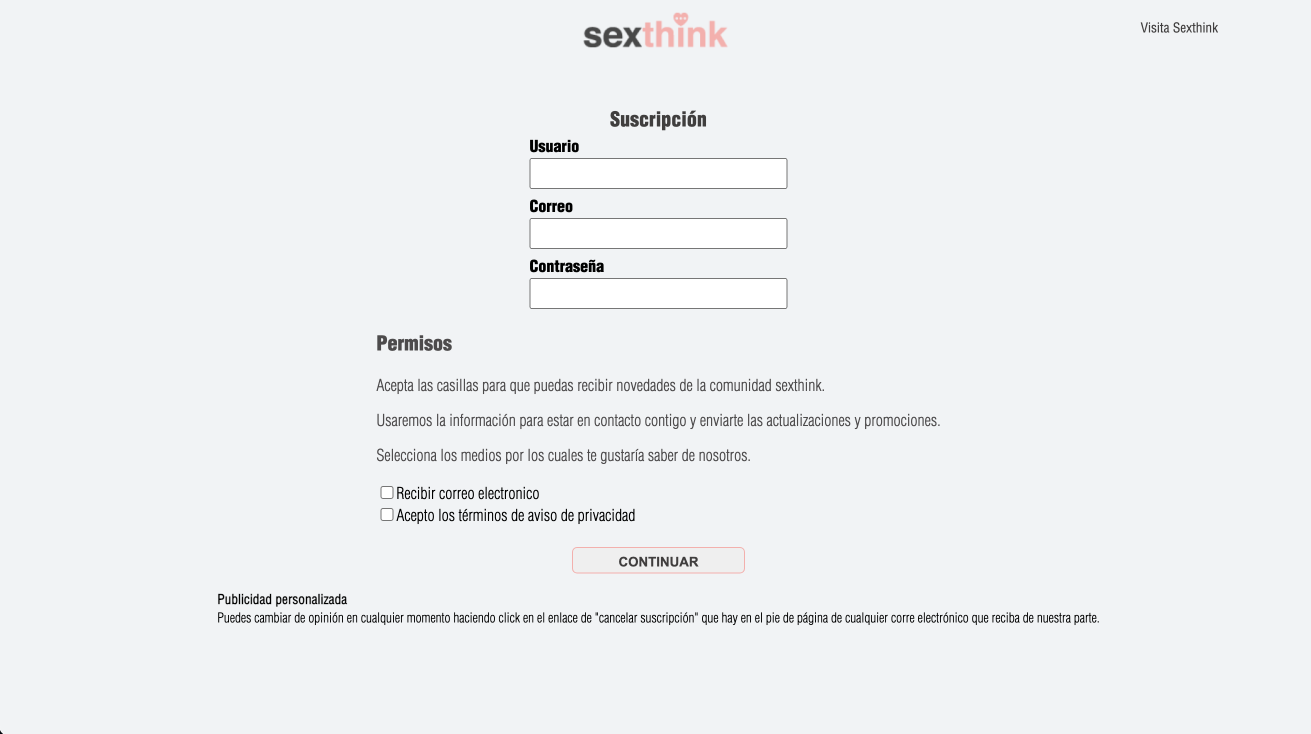 sexthink
Visita Sexthink
Suscripción
Usuario
Correo
Contraseña
Permisos
Acepta las casillas para que puedas recibir novedades de la comunidad sexthink.
Usaremos la información para estar en contacto contigo y enviarte las actualizaciones y promociones.
Selecciona los medios por los cuales te gustaría saber de nosotros.
Recibir correo electronico
Acepto los términos de aviso de privacidad
CONTINUAR
Publicidad personalizada
Puedes cambiar de opinión en cualquier momento haciendo click en el enlace de "cancelar suscripción" que hay en el pie de página de cualquier corre electrónico que reciba de nuestra parte.